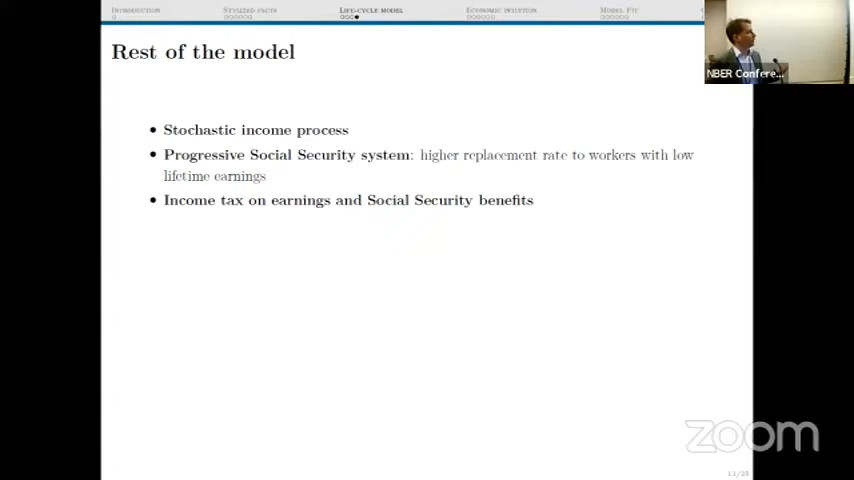 INTRODUCTION STYLIZED FACTS LIFE-CYCLE MODEL ECONOMIC INTUITION MODEL FIT
NBER Confere...
Rest of the model
• Stochastic income process
• Progressive Social Security system: higher replacement rate to workers with low
lifetime earnings
• Income tax on earnings and Social Security benefits
zoom
11/23